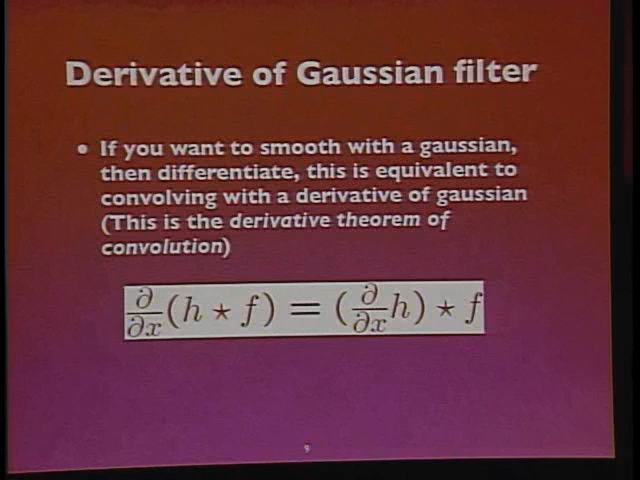 Derivative of Gaussian filter
• If you want to smooth with a gaussian,
then differentiate, this is equivalent to
convolving with a derivative of gaussian
(This is the derivative theorem of
convolution)
∂/∂x (h ⋆ f) = (∂/∂x h) ⋆ f
9